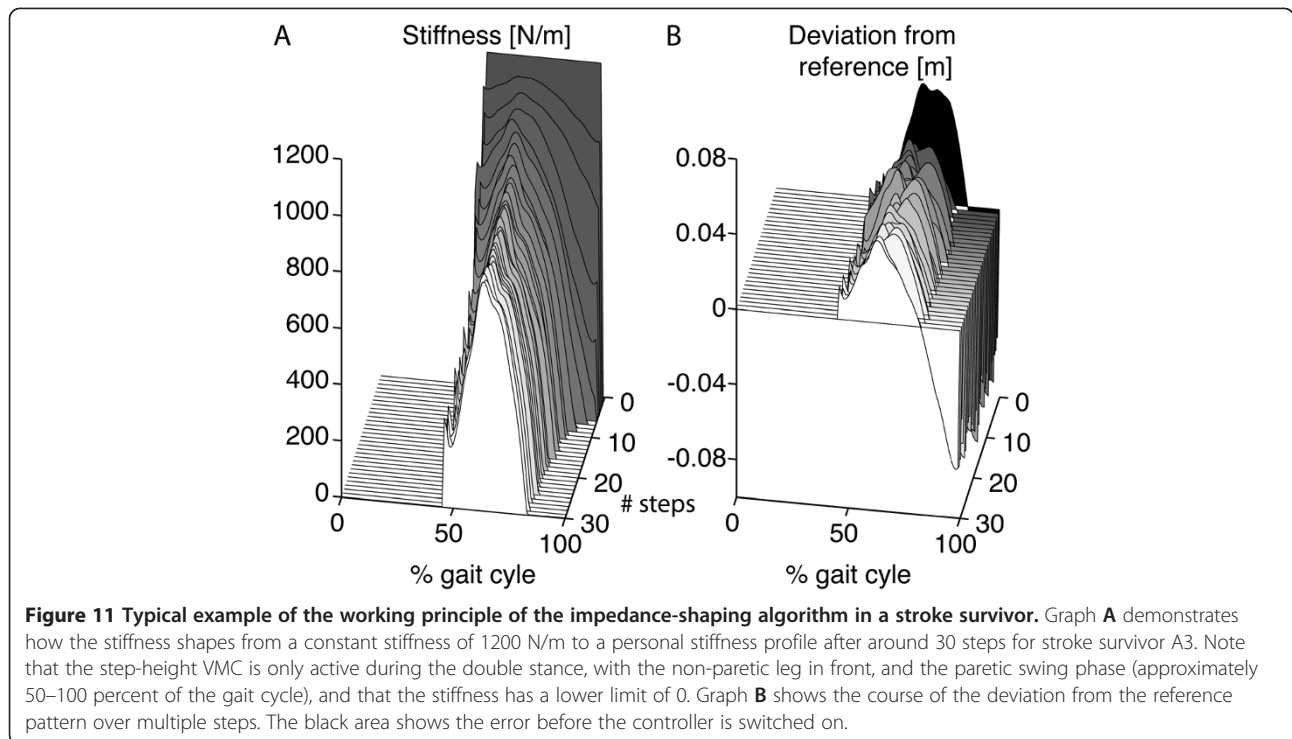 A
Stiffness [N/m]
1200
1000
800
600
400
200
0
0
50
100
% gait cyle
0
10
20
30
# steps
B
Deviation from
reference [m]
0.08
0.04
0
-0.04
-0.08
0
50
100
% gait cyle
0
10
20
30
Figure 11 Typical example of the working principle of the impedance-shaping algorithm in a stroke survivor. Graph A demonstrates
how the stiffness shapes from a constant stiffness of 1200 N/m to a personal stiffness profile after around 30 steps for stroke survivor A3. Note
that the step-height VMC is only active during the double stance, with the non-paretic leg in front, and the paretic swing phase (approximately
50–100 percent of the gait cycle), and that the stiffness has a lower limit of 0. Graph B shows the course of the deviation from the reference
pattern over multiple steps. The black area shows the error before the controller is switched on.